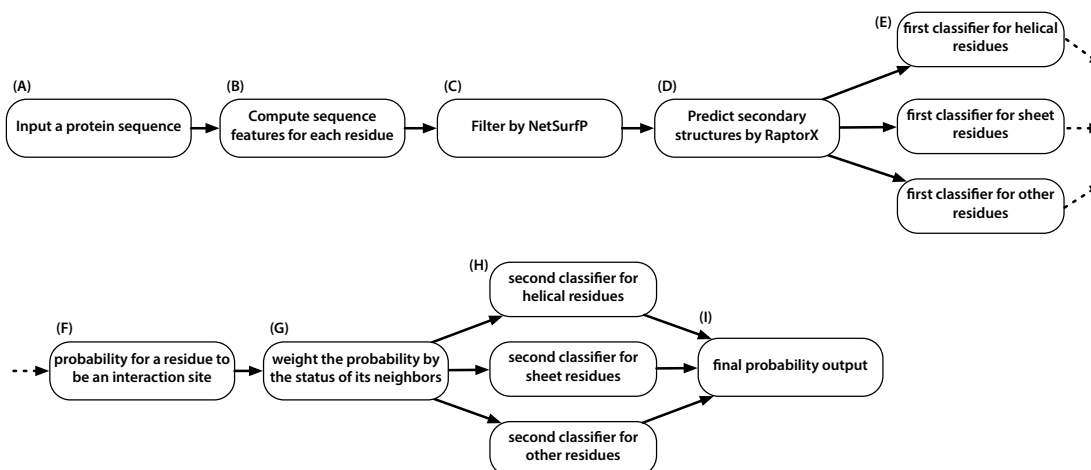 (A)
Input a protein sequence
(B)
Compute sequence
features for each residue
(C)
Filter by NetSurfP
(D)
Predict secondary
structures by RaptorX
(E)
first classifier for helical
residues
first classifier for sheet
residues
first classifier for other
residues
(F)
probability for a residue to
be an interaction site
(G)
weight the probability by
the status of its neighbors
(H)
second classifier for
helical residues
second classifier for
sheet residues
second classifier for
other residues
(I)
final probability output